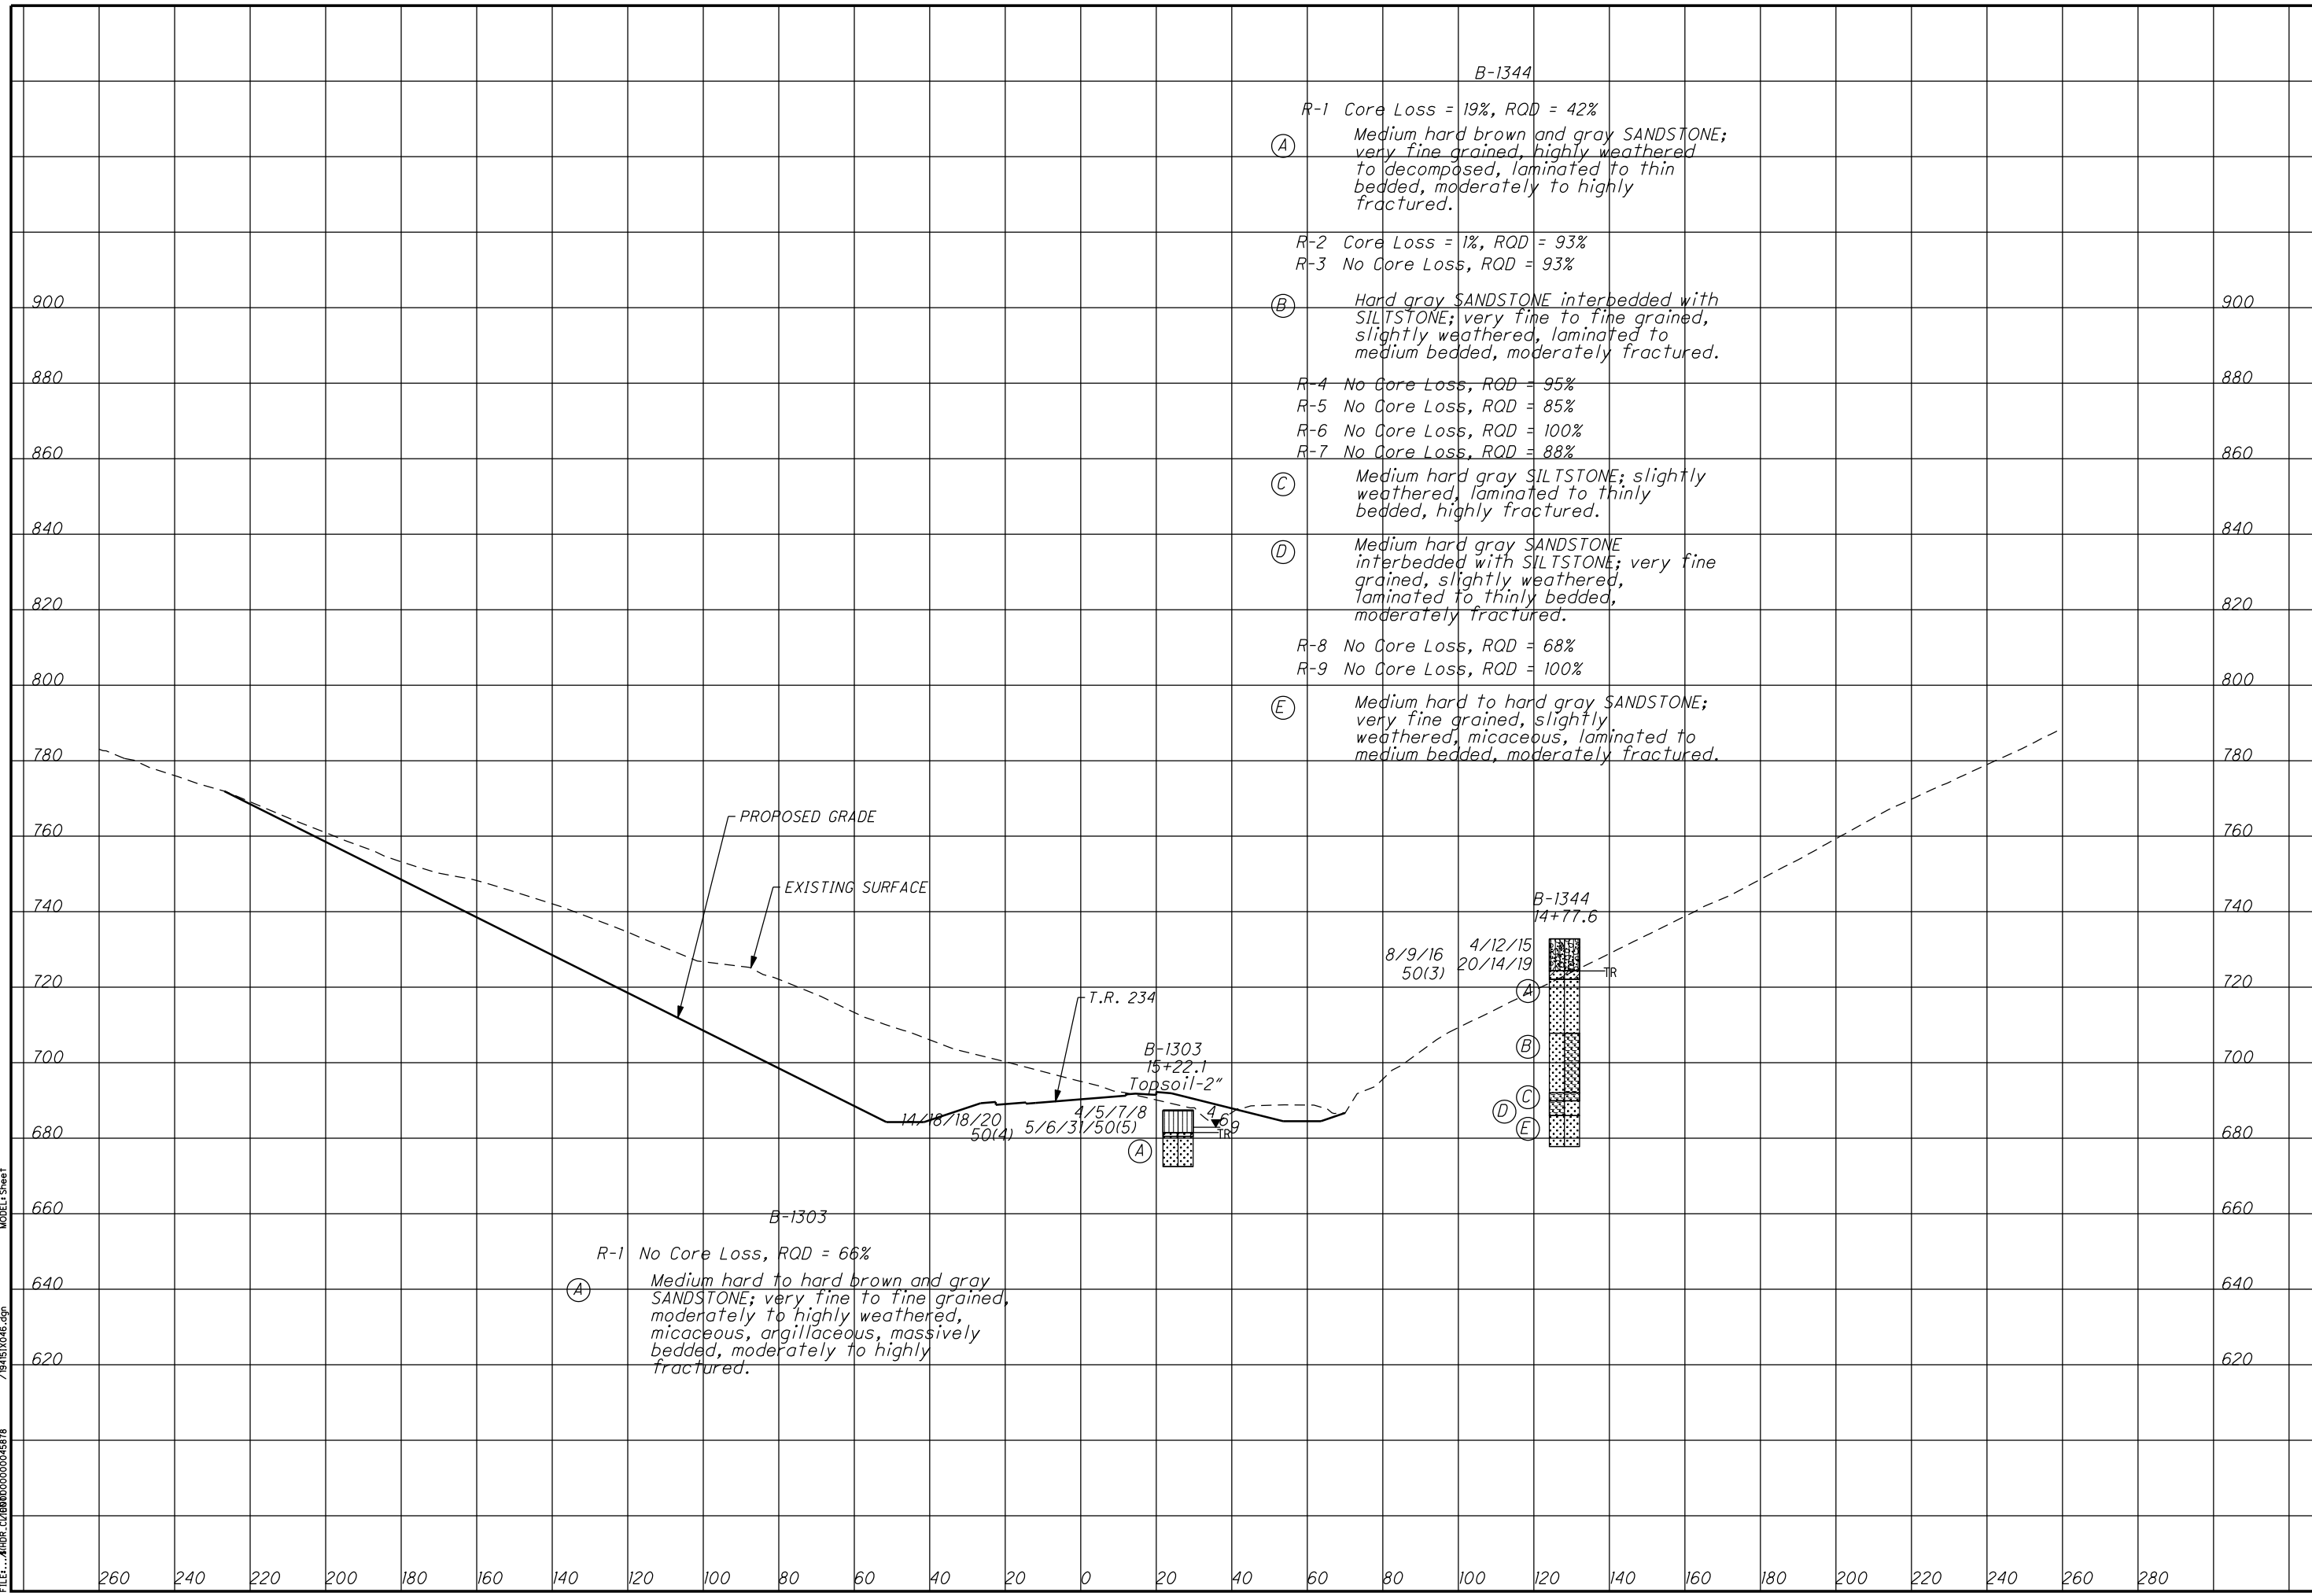 B-1344
R-1 Core Loss = 19%, RQD = 42%
A
Medium hard brown and gray SANDSTONE;
very fine grained, highly weathered
to decomposed, laminated to thin
bedded, moderately to highly
fractured.
R-2 Core Loss = 1%, RQD = 93%
R-3 No Core Loss, RQD = 93%
B
Hard gray SANDSTONE interbedded with
SILTSTONE; very fine to fine grained,
slightly weathered, laminated to
medium bedded, moderately fractured.
R-4 No Core Loss, RQD = 95%
R-5 No Core Loss, RQD = 85%
R-6 No Core Loss, RQD = 100%
R-7 No Core Loss, RQD = 88%
C
Medium hard gray SILTSTONE; slightly
weathered, laminated to thinly
bedded, highly fractured.
D
Medium hard gray SANDSTONE
interbedded with SILTSTONE; very fine
grained, slightly weathered,
laminated to thinly bedded,
moderately fractured.
R-8 No Core Loss, RQD = 68%
R-9 No Core Loss, RQD = 100%
E
Medium hard to hard gray SANDSTONE;
very fine grained, slightly
weathered, micaceous, laminated to
medium bedded, moderately fractured.
900 900
880 880
860 860
840 840
820 820
800 800
780 780
760 760
740 740
720 720
700 700
680 680
660 660
640 640
620 620
PROPOSED GRADE
EXISTING SURFACE
T.R. 234
B-1344
14+77.6
8/9/16 4/12/15
50(3) 20/14/19
TR
A
B
C
D
E
B-1303
15+22.1
Topsoil-2"
14/18/18/20 4/5/7/8 4
50(4) 5/6/31/50(5) 6
9
TR
A
B-1303
R-1 No Core Loss, RQD = 66%
A
Medium hard to hard brown and gray
SANDSTONE; very fine to fine grained,
moderately to highly weathered,
micaceous, argillaceous, massively
bedded, moderately to highly
fractured.
260 240 220 200 180 160 140 120 100 80 60 40 20 0 20 40 60 80 100 120 140 160 180 200 220 240 260 280
MODEL: Sheet